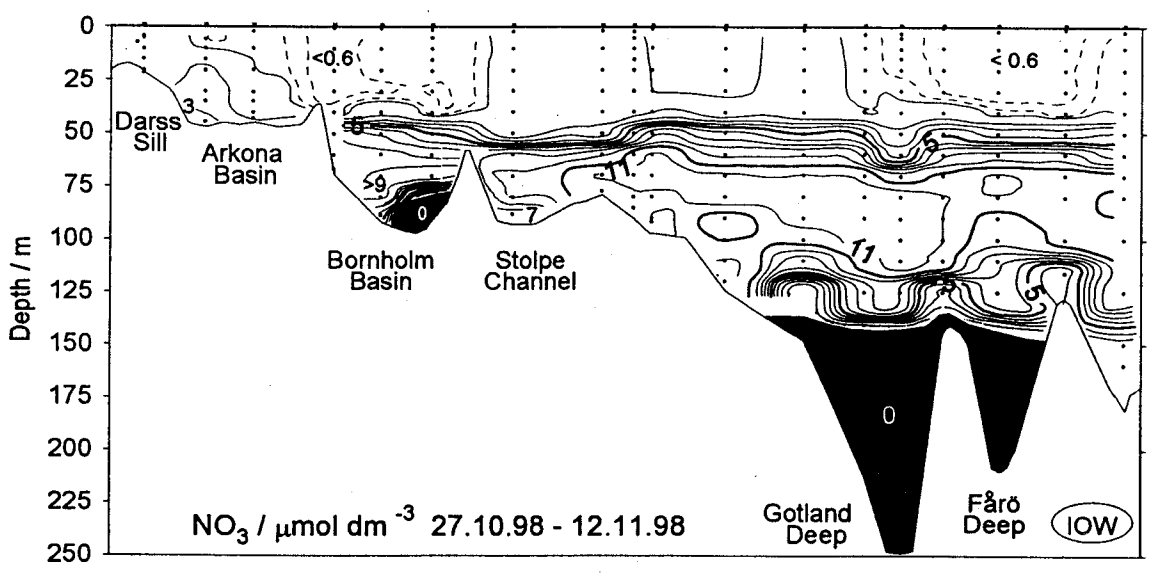 0
25
50
75
100
125
150
175
200
225
250
Depth / m
<0.6
< 0.6
3
Darss
Sill
Arkona
Basin
6
5
>9
0
11
7
Bornholm
Basin
Stolpe
Channel
11
5
0
Gotland
Deep
Fårö
Deep
IOW
NO3 / μmol dm -3 27.10.98 - 12.11.98